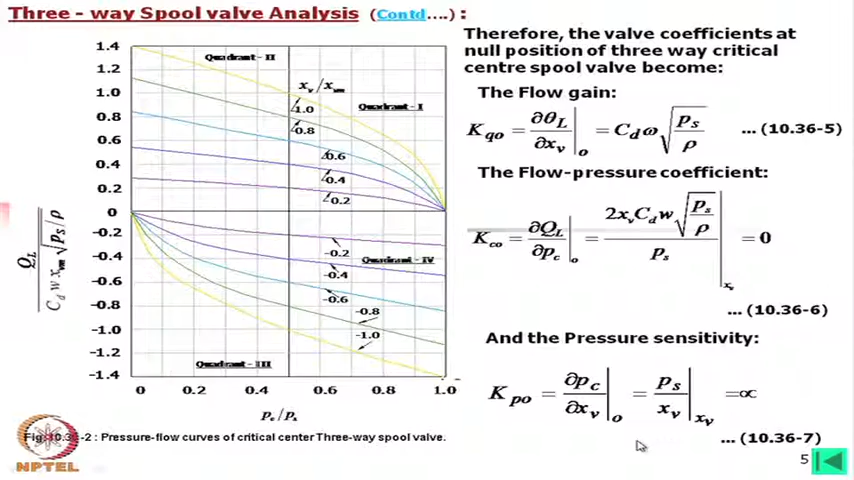 Three - way Spool valve Analysis (Contd....) :
Therefore, the valve coefficients at
null position of three way critical
centre spool valve become:
The Flow gain:
K_qo = ∂θ_L / ∂x_v |_o = C_d ω √(p_s / ρ) ... (10.36-5)
The Flow-pressure coefficient:
K_co = ∂Q_L / ∂p_c |_o = 2x_v C_d w √(p_s / ρ) / p_s |_x_v = 0
... (10.36-6)
And the Pressure sensitivity:
K_po = ∂p_c / ∂x_v |_o = p_s / x_v |_x_v = ∝
... (10.36-7)
Quadrant - II
x_v/x_vm
Quadrant - I
1.0
0.8
0.6
0.4
0.2
-0.2
Quadrant - IV
-0.4
-0.6
-0.8
-1.0
Quadrant - III
1.4
1.2
1.0
0.8
0.6
0.4
0.2
0
-0.2
-0.4
-0.6
-0.8
-1.0
-1.2
-1.4
Q_L / C_d w x_vm √p_S/ρ
0 0.2 0.4 0.6 0.8 1.0
p_c/p_s
Fig:10.36-2 : Pressure-flow curves of critical center Three-way spool valve.
NPTEL
5